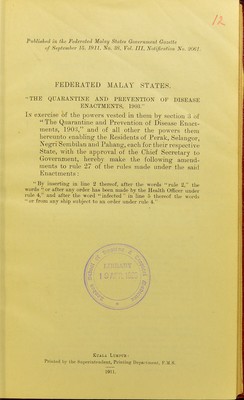 12
Published in the Federated Malay States Government Gazette
of September 15, 1911, No. 36, Vol. III, Notification No.
FEDERATED MALAY STATES.
"THE QUARANTINE AND PREVENTION OF DISEASE
ENACTMENTS, 1903."
In exercise of the powers vested in them by section 3 of
"The Quarantine and Prevention of Disease Enact-
ments, 1903," and of all other the powers them
hereunto enabling the Residents of Perak, Selangor,
Negri Sembilan and Pahang, each for their respective
State, with the approval of the Chief Secretary to
Government, hereby make the following amend-
ments to rule 27 of the rules made under the said
Enactments:
"By inserting in line 2 thereof, after the words "rule 2," the
words "or after any order has been made by the Health Officer under
rule 4," and after the word "infected" in line 3 thereof the words
"or from any ship subject to an order under rule 4."
LIBRARY
Kuala Lumpur:
Printed by the Superintendent, Printing Department, F.M.S.
1911.